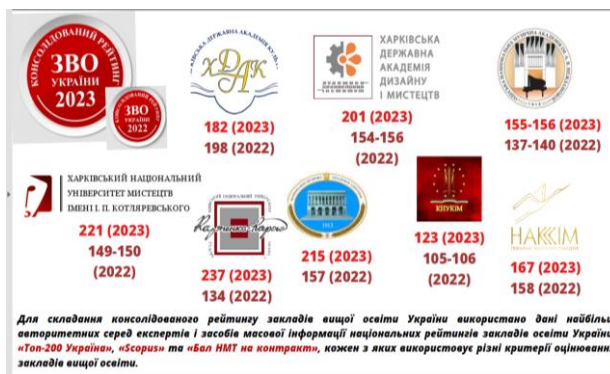 КОНСОЛІДОВАНИЙ РЕЙТИНГ
ЗВО
УКРАЇНИ
2023
ЗВО
УКРАЇНИ
2022
ХДАК
182 (2023)
198 (2022)
ХАРКІВСЬКА
ДЕРЖАВНА
АКАДЕМІЯ
ДИЗАЙНУ
І МИСТЕЦТВ
201 (2023)
154-156
(2022)
155-156 (2023)
137-140 (2022)
ХАРКІВСЬКИЙ НАЦІОНАЛЬНИЙ
УНІВЕРСИТЕТ МИСТЕЦТВ
ІМЕНІ І. П. КОТЛЯРЕВСЬКОГО
221 (2023)
149-150
(2022)
237 (2023)
134 (2022)
1913
215 (2023)
157 (2022)
КНУКІМ
123 (2023)
105-106
(2022)
НАКККІМ
167 (2023)
158 (2022)
Для складання консолідованого рейтингу закладів вищої освіти України використано дані найбільш
авторитетних серед експертів і засобів масової інформації національних рейтингів закладів освіти України
«Топ-200 Україна», «Scopus» та «Бал НМТ на контракт», кожен з яких використовує різні критерії оцінювання
закладів вищої освіти.